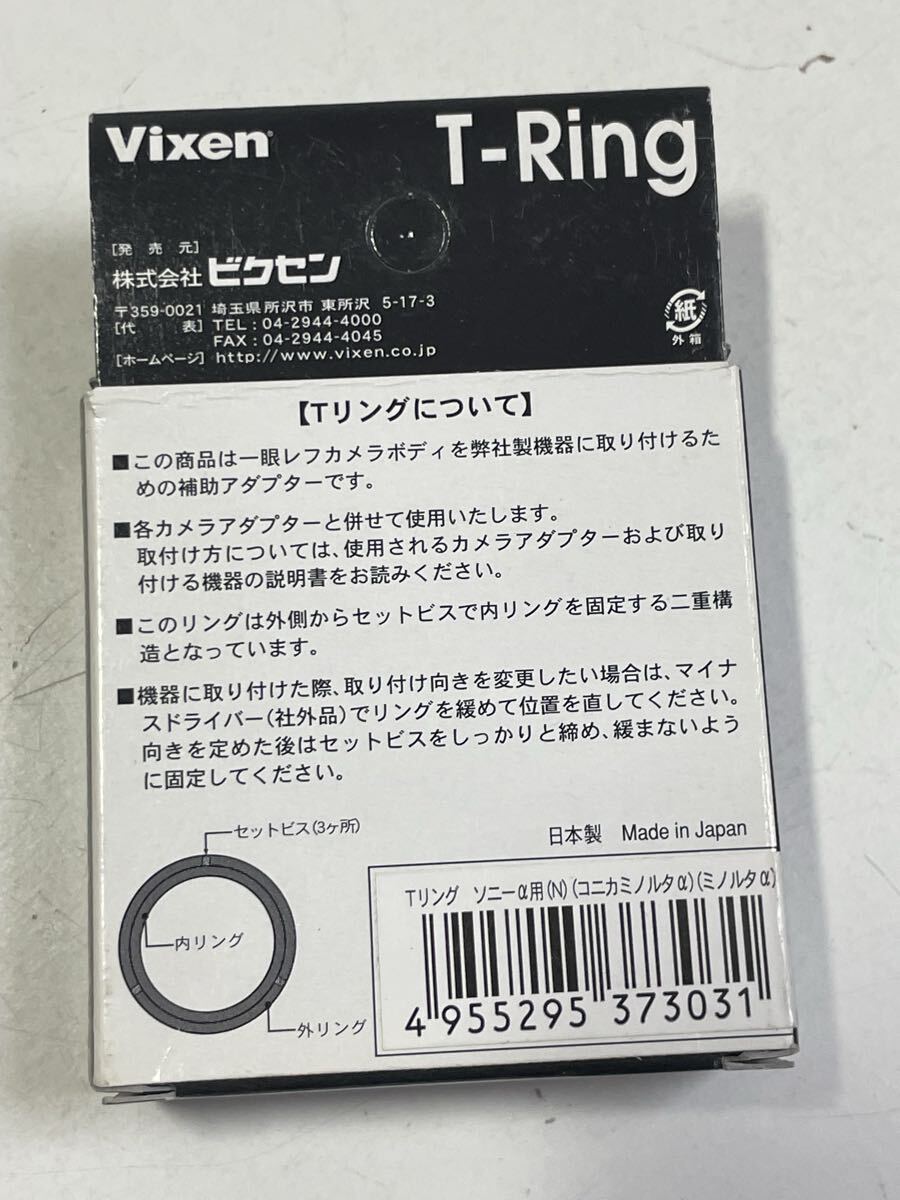 Vixen®
T-Ring
[発売元]
株式会社 ビクセン
〒359-0021 埼玉県所沢市 東所沢 5-17-3
[代表] TEL : 04-2944-4000
FAX : 04-2944-4045
[ホームページ] http://www.vixen.co.jp
紙
外箱
【Tリングについて】
■この商品は一眼レフカメラボディを弊社製機器に取り付けるた
めの補助アダプターです。
■各カメラアダプターと併せて使用いたします。
取付け方については、使用されるカメラアダプターおよび取り
付ける機器の説明書をお読みください。
■このリングは外側からセットビスで内リングを固定する二重構
造となっています。
■機器に取り付けた際、取り付け向きを変更したい場合は、マイナ
スドライバー(社外品)でリングを緩めて位置を直してください。
向きを定めた後はセットビスをしっかりと締め、緩まないよう
に固定してください。
セットビス(3ヶ所)
内リング
外リング
日本製 Made in Japan
Tリング ソニーα用(N)(コニカミノルタα)(ミノルタα)
4 955295 373031